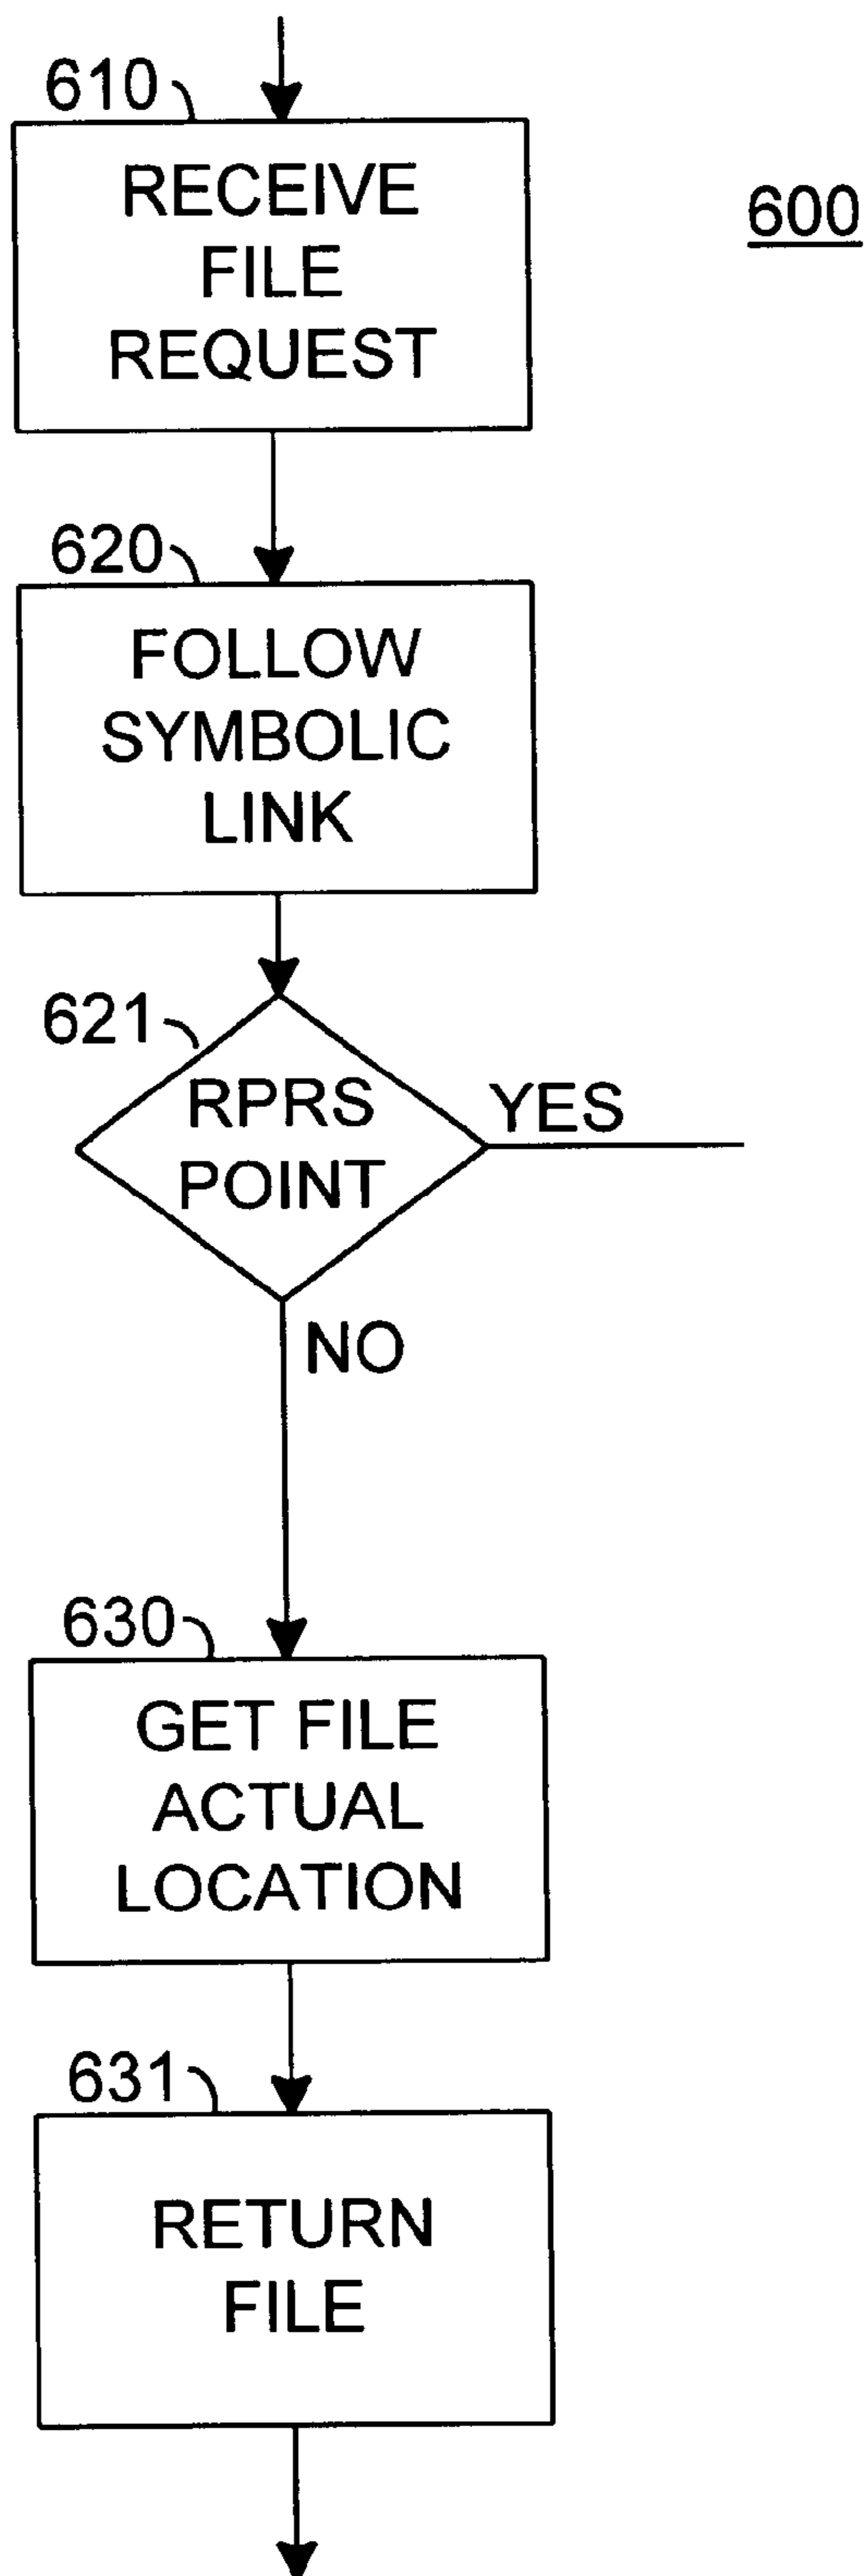 610
RECEIVE
FILE
REQUEST
600
620
FOLLOW
SYMBOLIC
LINK
621
RPRS
POINT
YES
NO
630
GET FILE
ACTUAL
LOCATION
631
RETURN
FILE